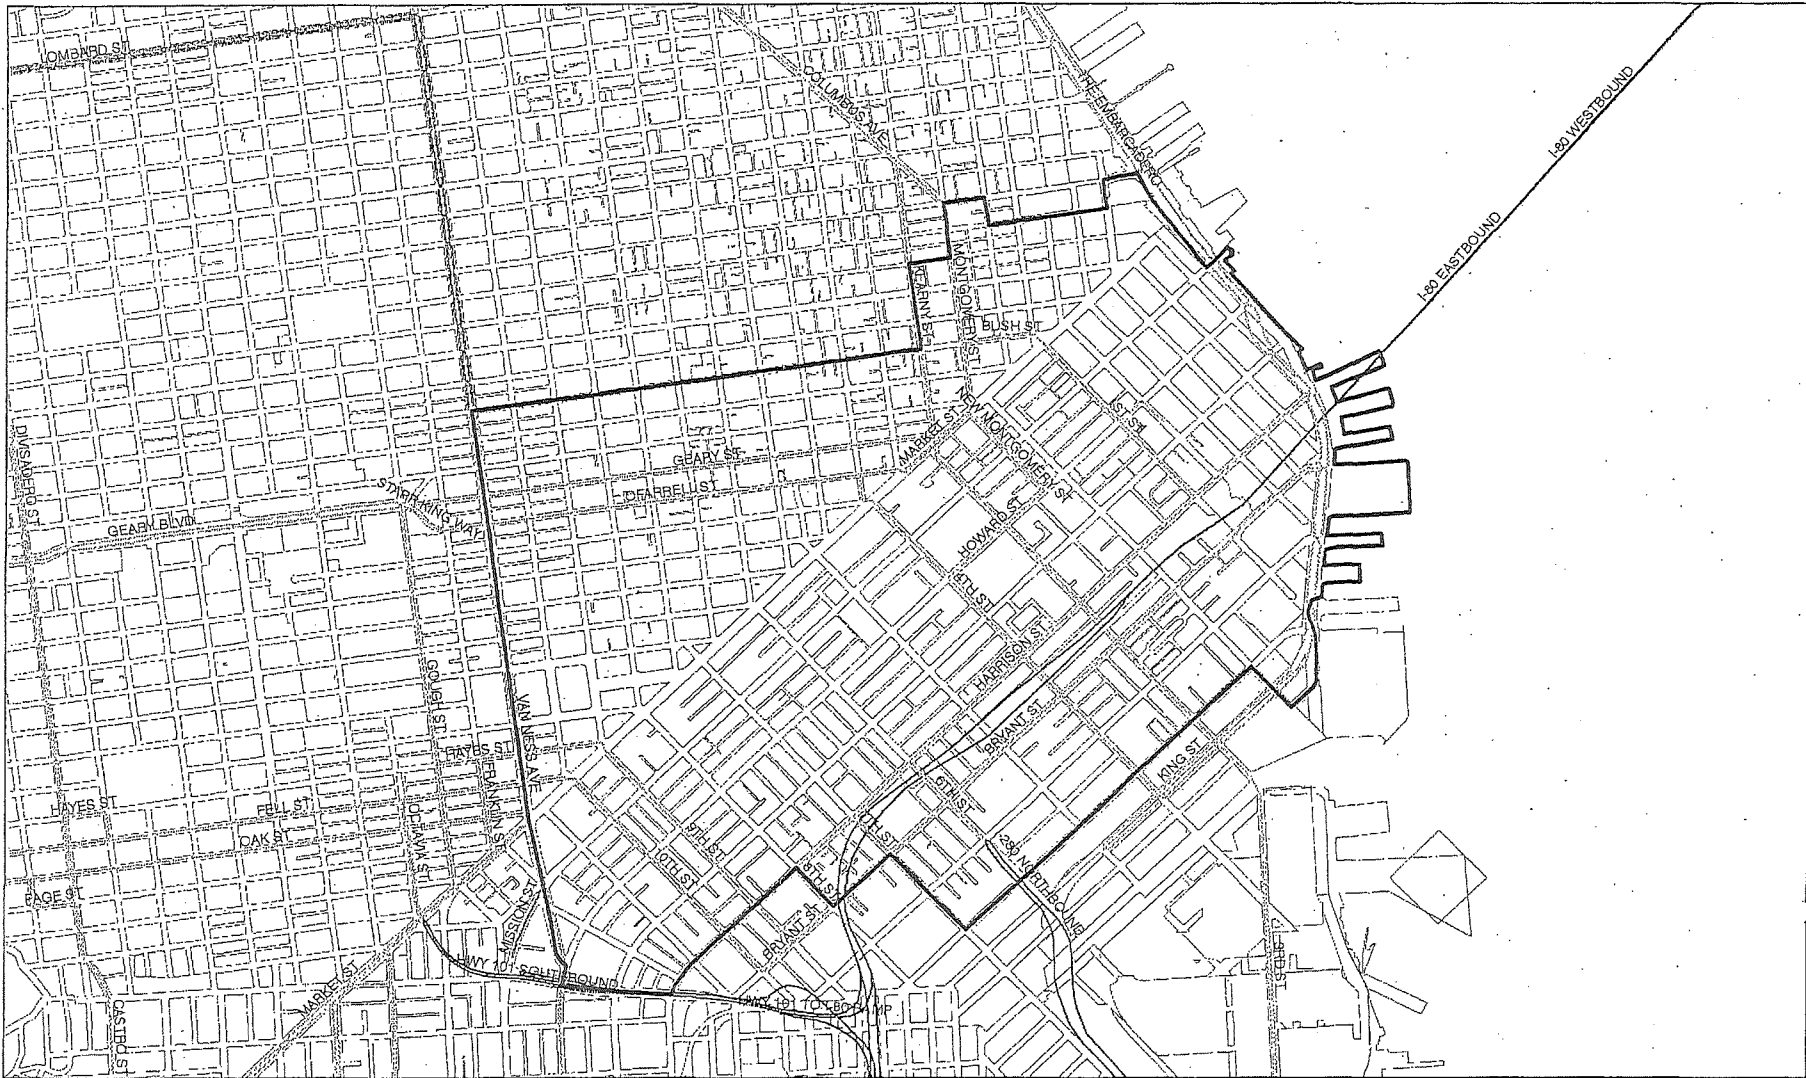 LOMBARD ST
COLUMBUS AVE
THE EMBARCADERO
I-80 WESTBOUND
I-80 EASTBOUND
KEARNY ST
MONTGOMERY ST
BUSH ST
1ST ST
NEW MONTGOMERY ST
MARKET ST
GEARY ST
OFARRELL ST
STARR KING WAY
GEARY BLVD
DIVISADERO ST
HOWARD ST
4TH ST
HARRISON ST
BRYANT ST
KING ST
6TH ST
7TH ST
8TH ST
9TH ST
10TH ST
BRYANT ST
I-280 NORTHBOUND
3RD ST
GOUGH ST
VAN NESS AVE
HAYES ST
FRANKLIN ST
OCTAVIA ST
HAYES ST
FELL ST
OAK ST
PAGE ST
MISSION ST
HWY 101 SOUTHBOUND
HWY 101 TO I-80 RAMP
MARKET ST
CASTRO ST